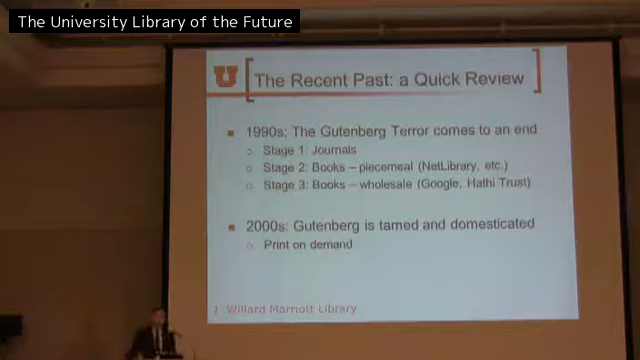 The University Library of the Future
U
The Recent Past: a Quick Review
1990s: The Gutenberg Terror comes to an end
Stage 1: Journals
Stage 2: Books – piecemeal (NetLibrary, etc.)
Stage 3: Books – wholesale (Google, Hathi Trust)
2000s: Gutenberg is tamed and domesticated
Print on demand
J Willard Marriott Library